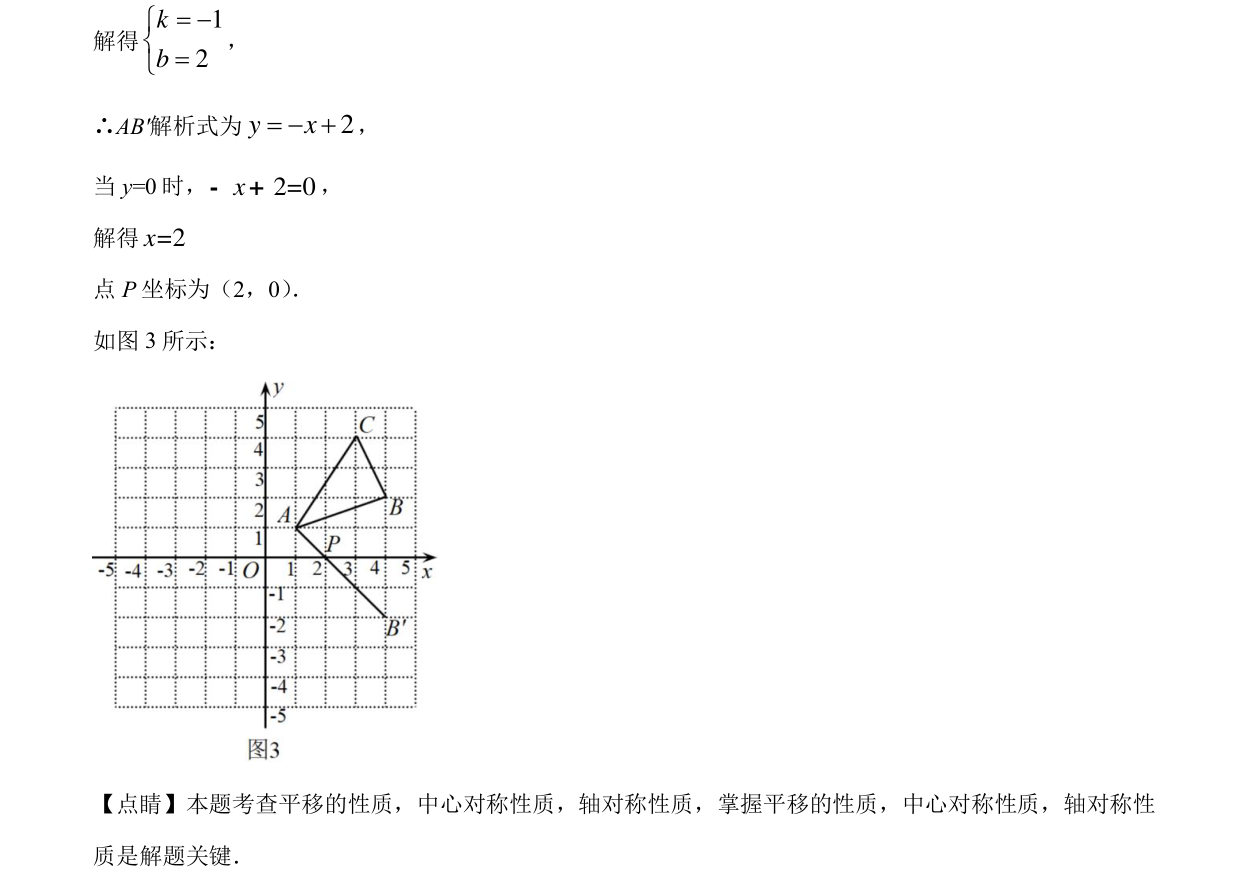 解得{k=−1
b=2，
∴AB′解析式为 y=−x+2，
当 y=0 时，- x+ 2=0，
解得 x=2
点 P 坐标为（2，0）．
如图 3 所示：
y
5
C
4
3
2
A
B
1
P
-5 -4 -3 -2 -1 O 1 2 3 4 5 x
-1
-2
B′
-3
-4
-5
图3
【点睛】本题考查平移的性质，中心对称性质，轴对称性质，掌握平移的性质，中心对称性质，轴对称性
质是解题关键．